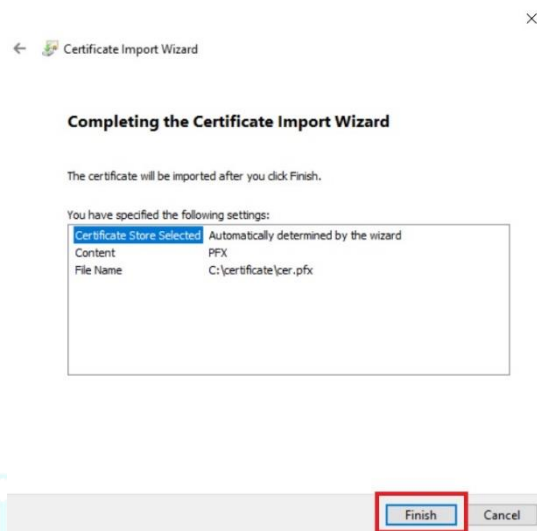 Certificate Import Wizard
Completing the Certificate Import Wizard
The certificate will be imported after you click Finish.
You have specified the following settings:
Certificate Store Selected Automatically determined by the wizard
Content PFX
File Name C:\certificate\cer.pfx
Finish Cancel